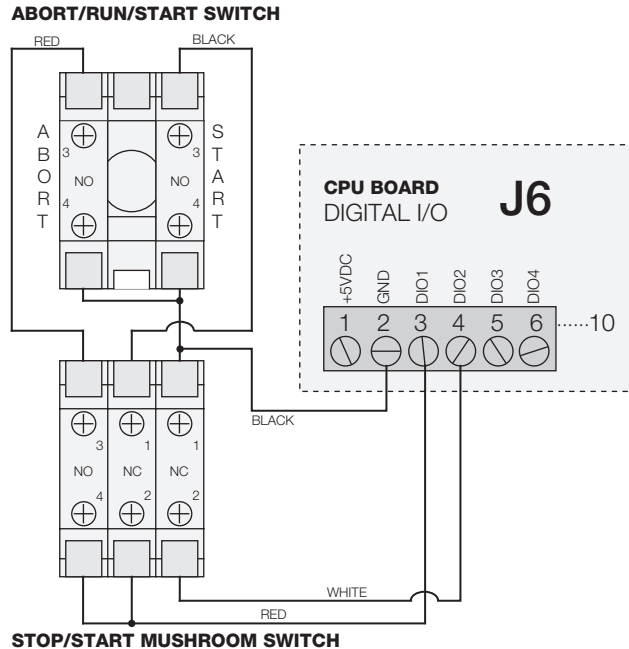 ABORT/RUN/START SWITCH
RED
BLACK
ABORT
START
3
3
NO
NO
4
4
CPU BOARD
DIGITAL I/O
J6
+5VDC
GND
DIO1
DIO2
DIO3
DIO4
1 2 3 4 5 6 ......10
BLACK
3 1 1
NO NC NC
4 2 2
WHITE
RED
STOP/START MUSHROOM SWITCH